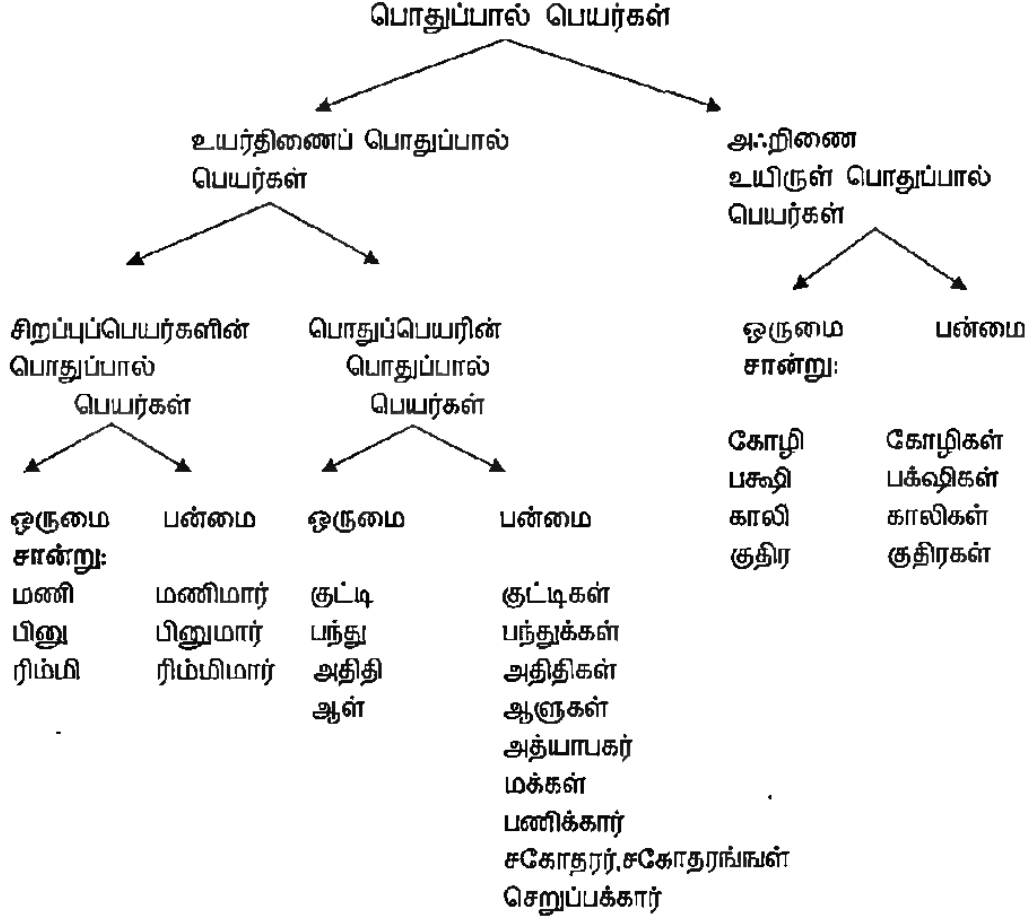 பொதுப்பால் பெயர்கள்
உயர்திணைப் பொதுப்பால்
பெயர்கள்
அஃறிணை
உயிருள் பொதுப்பால்
பெயர்கள்
சிறப்புப்பெயர்களின்
பொதுப்பால்
பெயர்கள்
பொதுப்பெயரின்
பொதுப்பால்
பெயர்கள்
ஒருமை பன்மை
சான்று:
கோழி கோழிகள்
பக்ஷி பக்ஷிகள்
காலி காலிகள்
குதிர குதிரகள்
ஒருமை பன்மை
சான்று:
மணி மணிமார்
பினு பினுமார்
ரிம்மி ரிம்மிமார்
ஒருமை பன்மை
குட்டி குட்டிகள்
பந்து பந்துக்கள்
அதிதி அதிதிகள்
ஆள் ஆளுகள்
அத்யாபகர்
மக்கள்
பணிக்கார்
சகோதரர்,சகோதரங்ஙள்
செறுப்பக்கார்